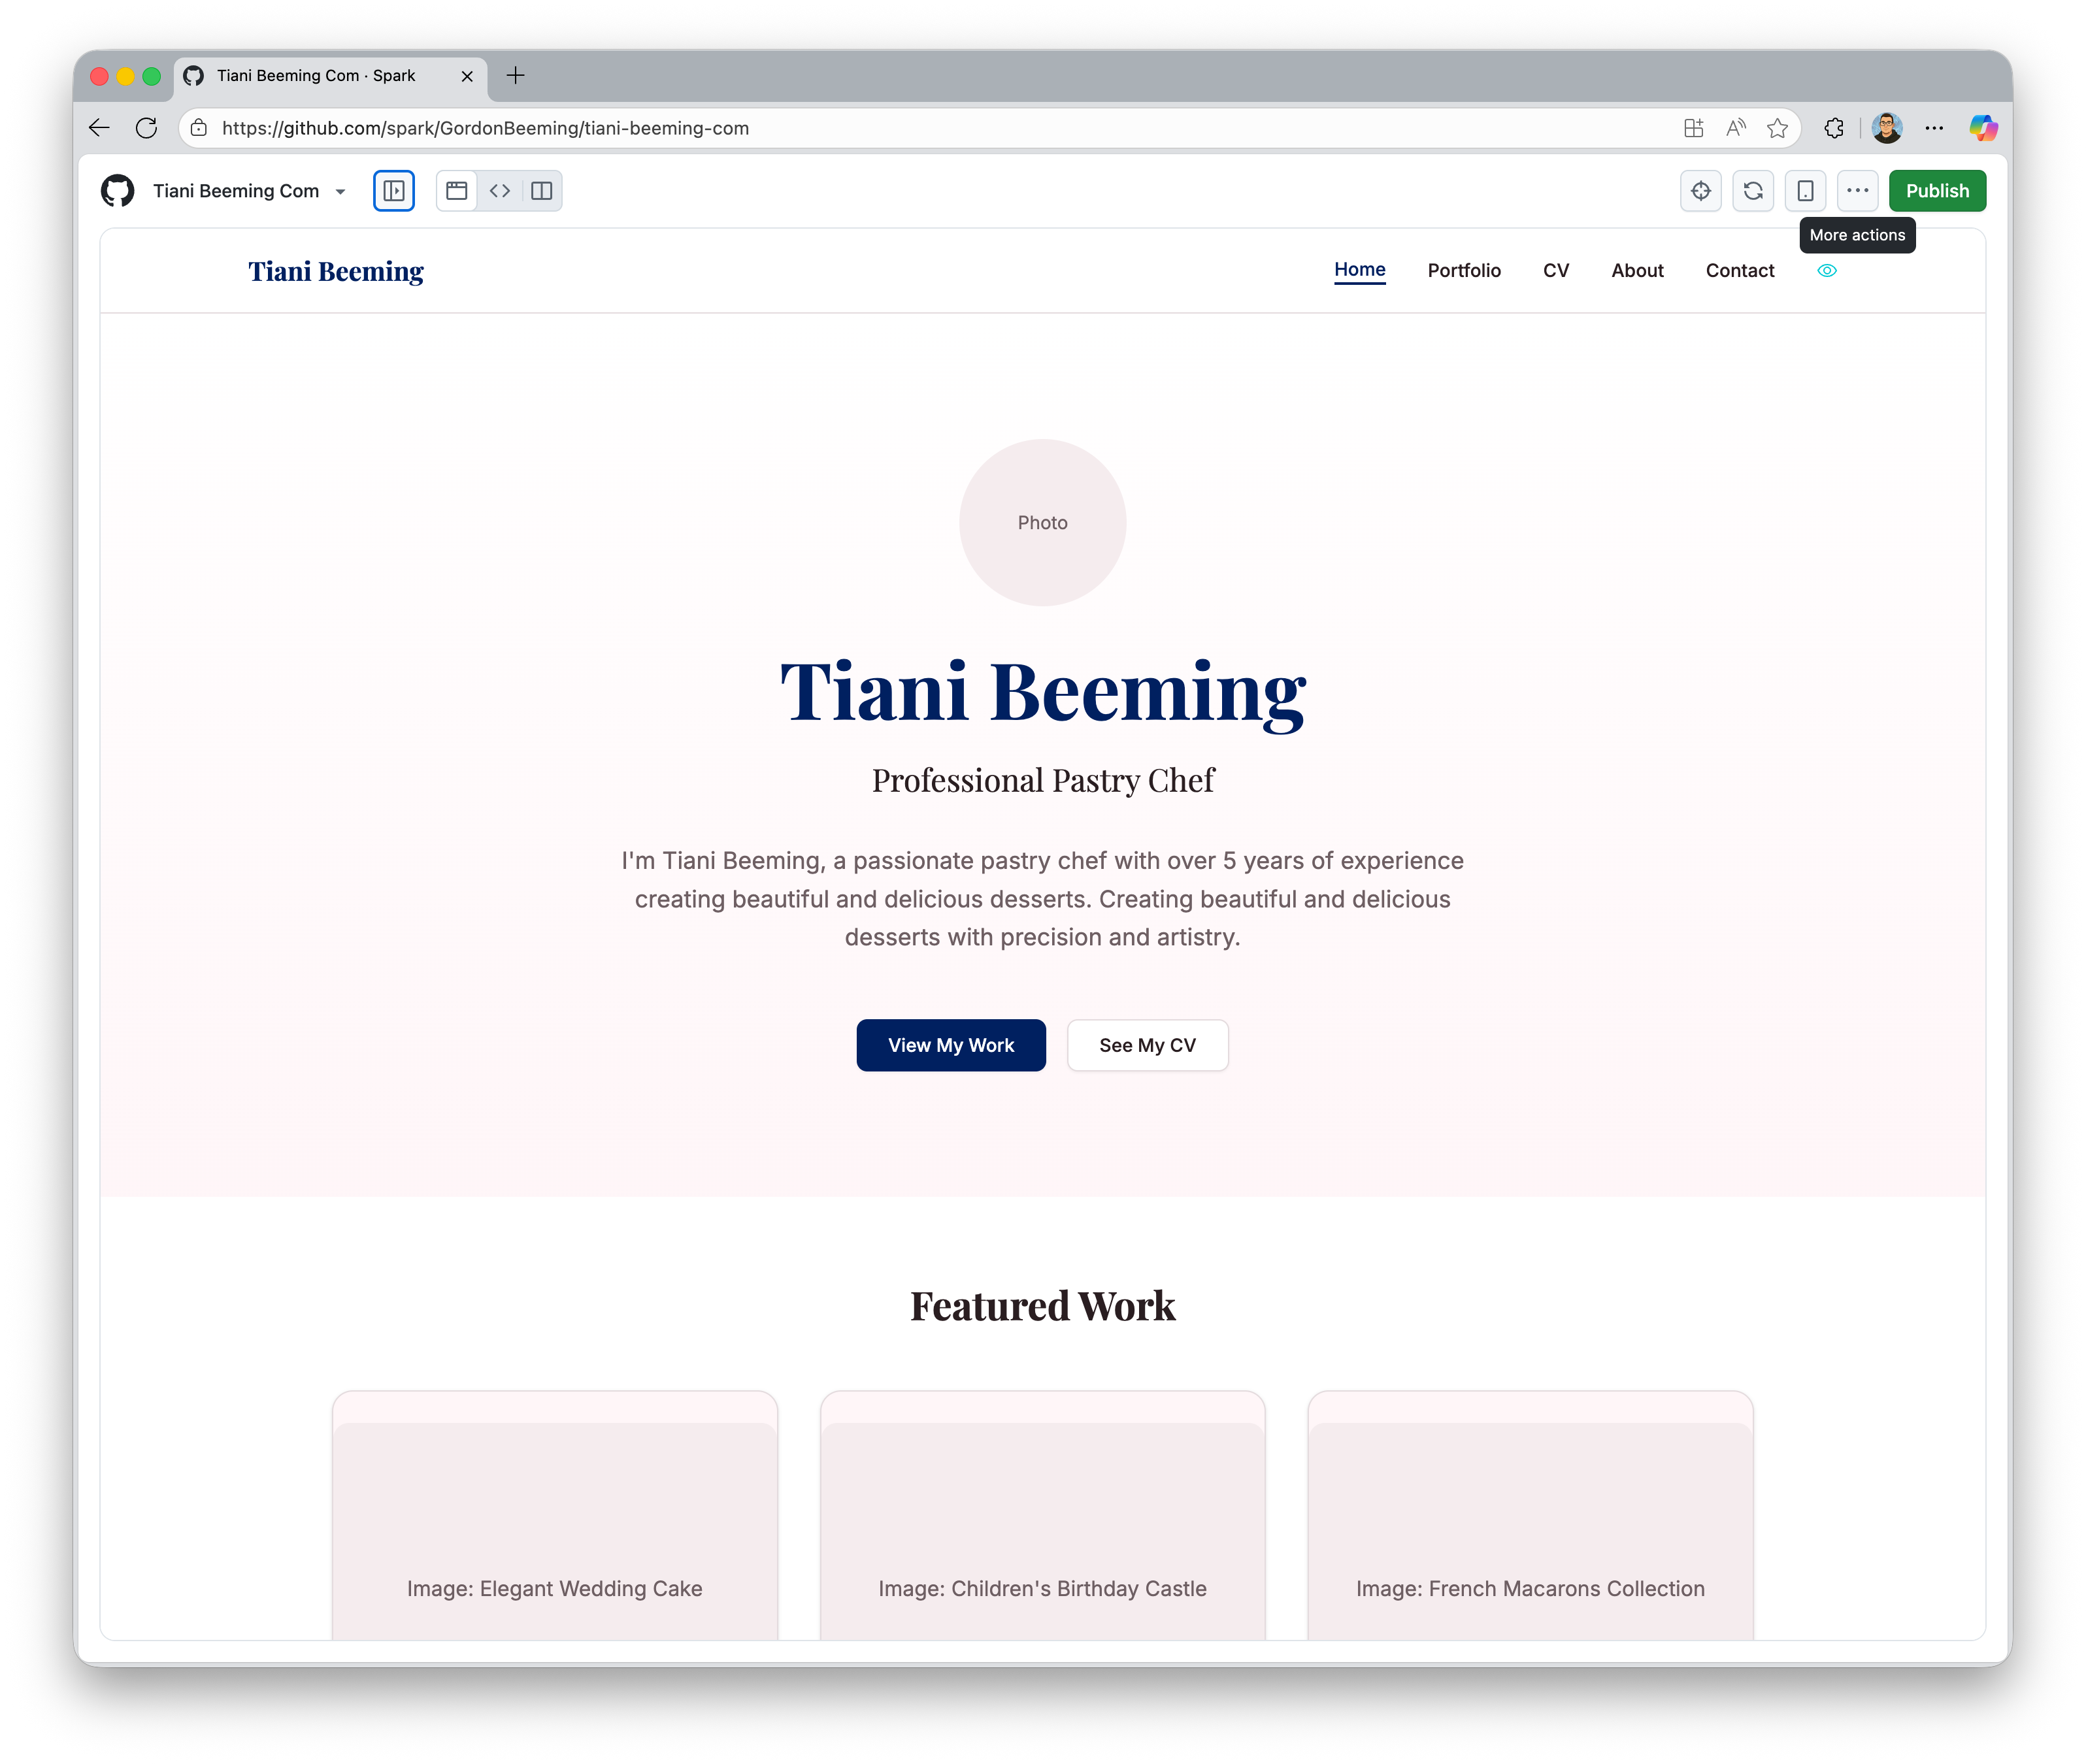 Tiani Beeming Com · Spark
https://github.com/spark/GordonBeeming/tiani-beeming-com
Tiani Beeming Com
Publish
More actions
Tiani Beeming
Home
Portfolio
CV
About
Contact
Photo
Tiani Beeming
Professional Pastry Chef
I'm Tiani Beeming, a passionate pastry chef with over 5 years of experience
creating beautiful and delicious desserts. Creating beautiful and delicious
desserts with precision and artistry.
View My Work
See My CV
Featured Work
Image: Elegant Wedding Cake
Image: Children's Birthday Castle
Image: French Macarons Collection